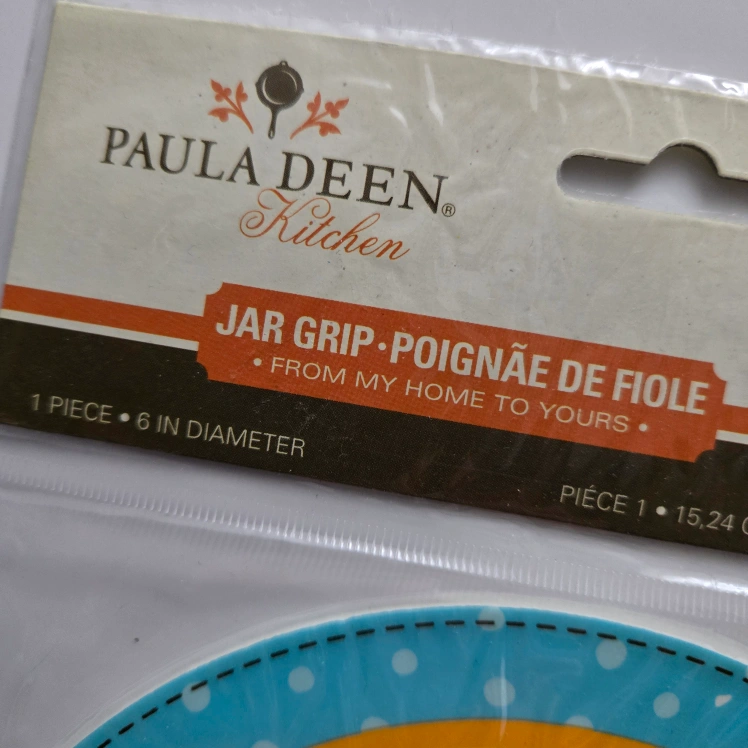 PAULA DEEN®
Kitchen
JAR GRIP•POIGNÃE DE FIOLE
• FROM MY HOME TO YOURS •
1 PIECE • 6 IN DIAMETER
PIÉCE 1 • 15,24